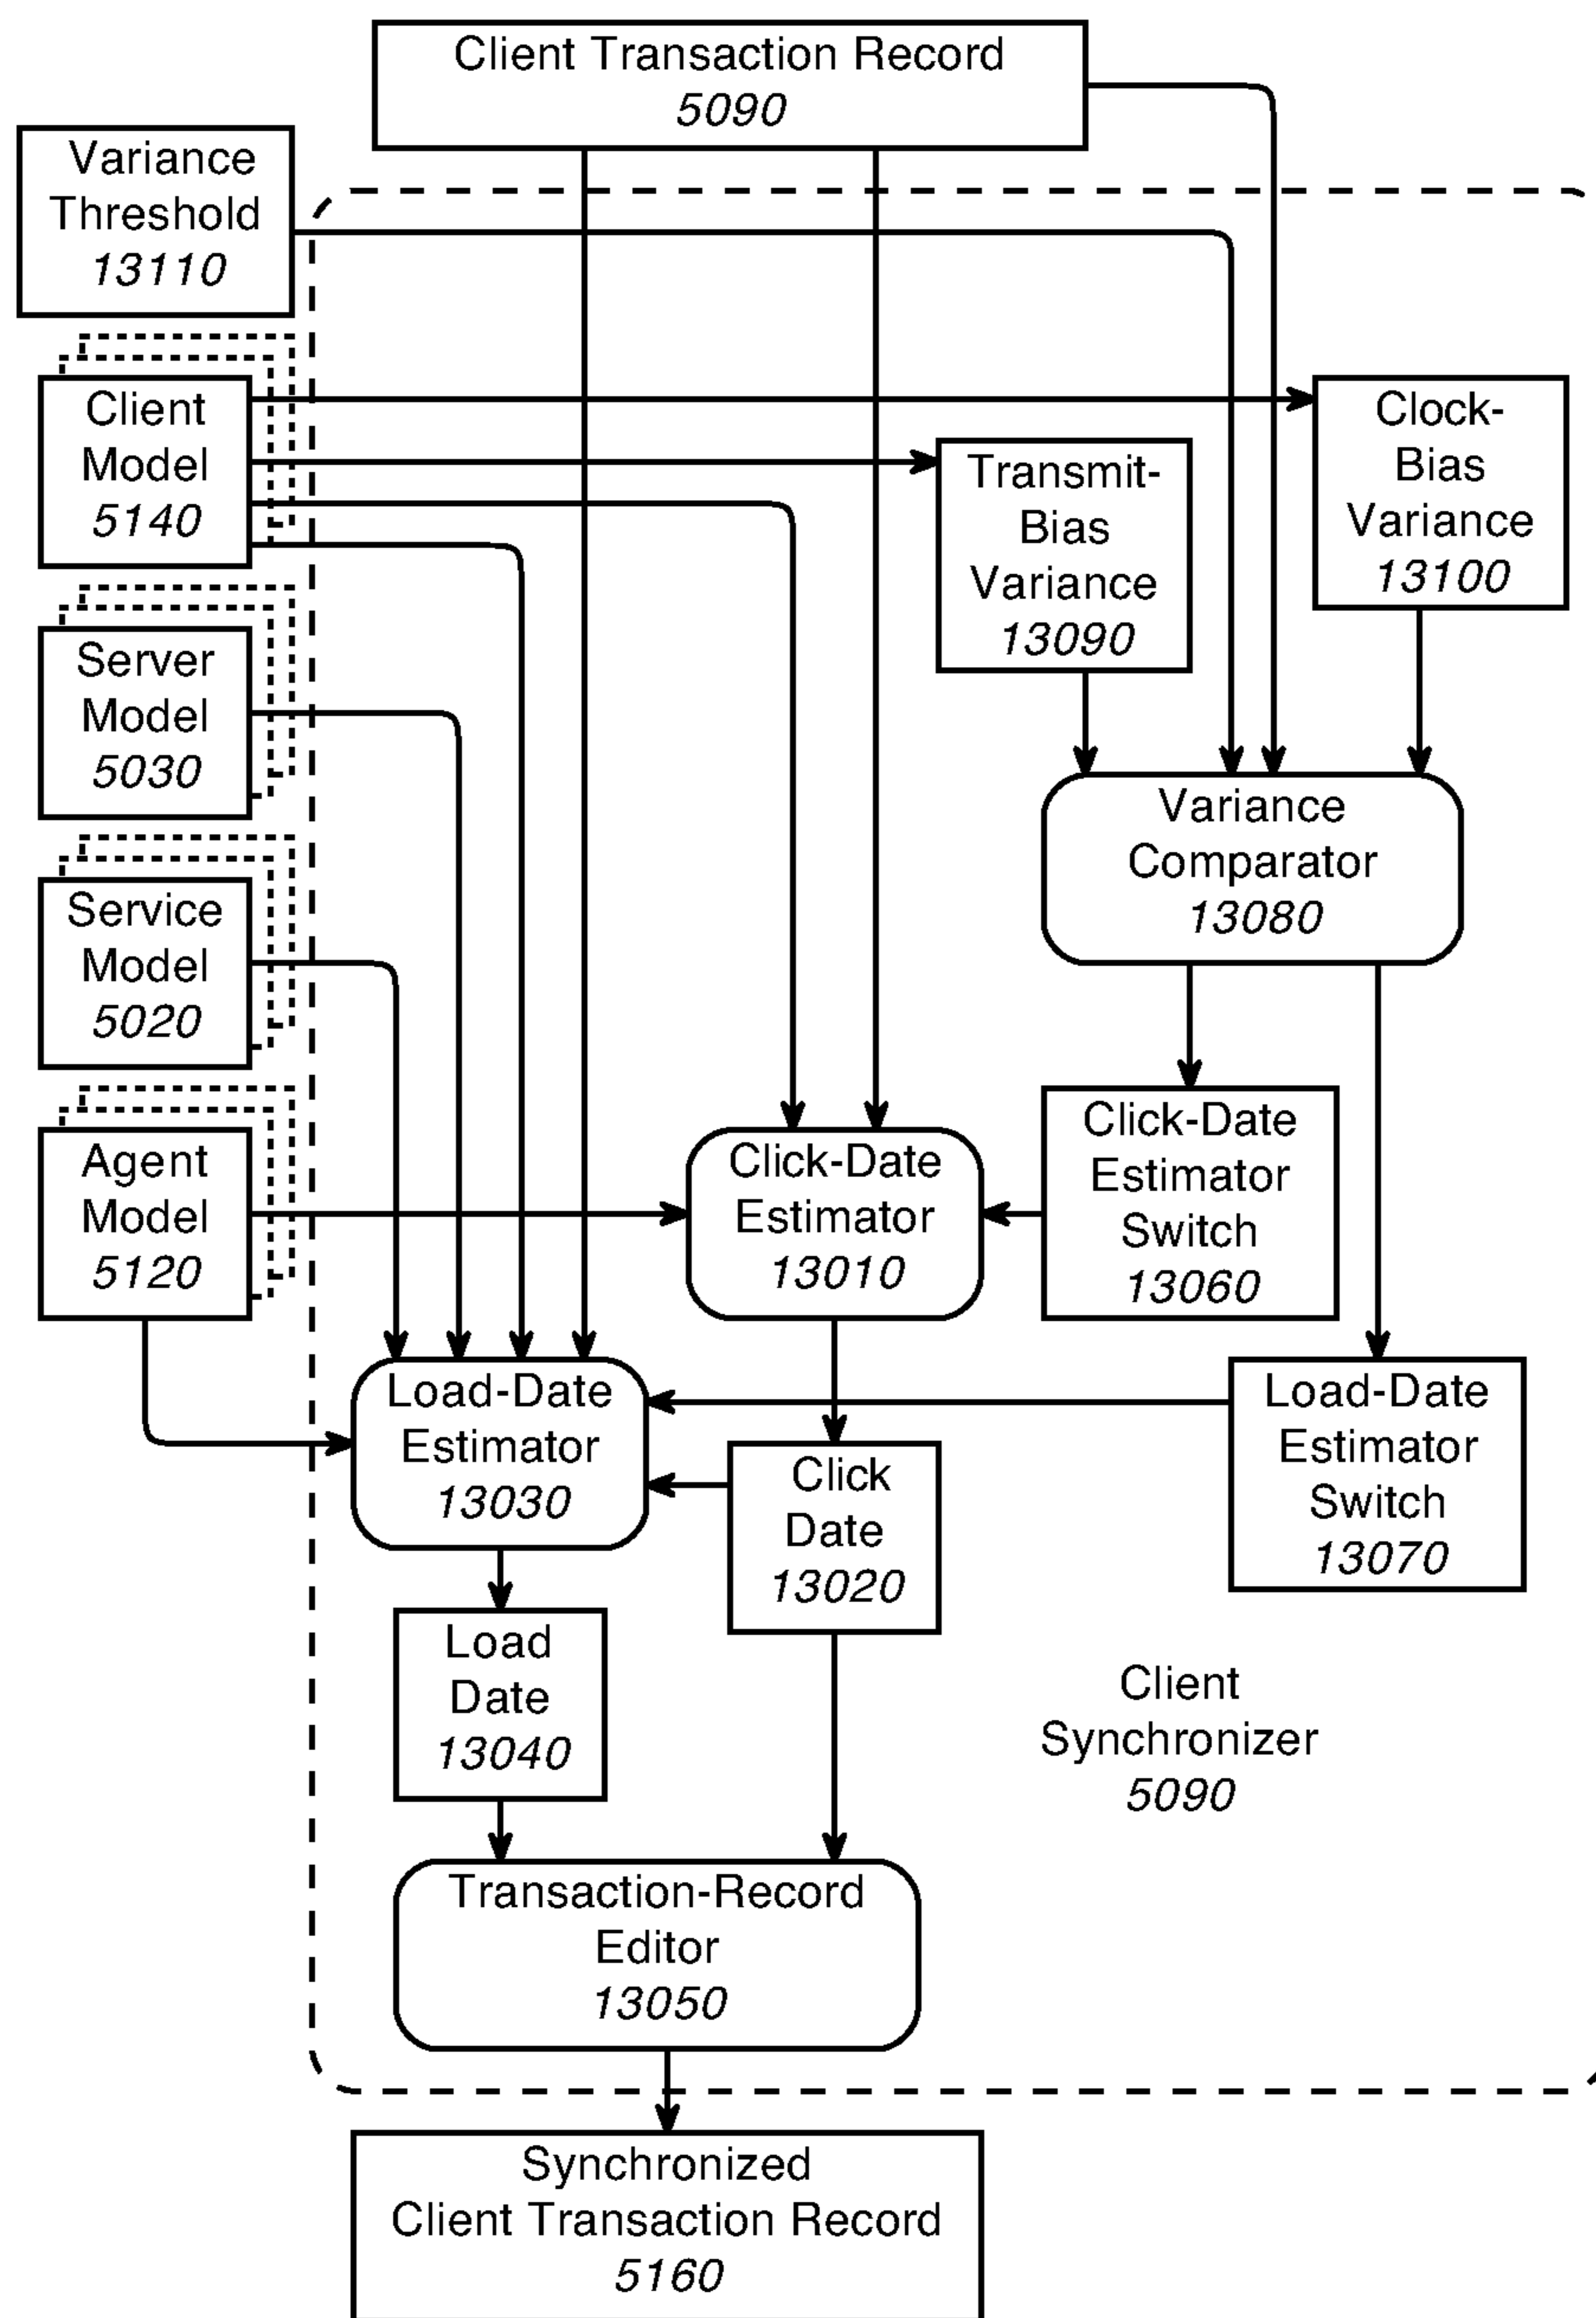 Client Transaction Record
5090
Variance
Threshold
13110
Client
Model
5140
Clock-
Bias
Variance
13100
Transmit-
Bias
Variance
13090
Server
Model
5030
Variance
Comparator
13080
Service
Model
5020
Agent
Model
5120
Click-Date
Estimator
13010
Click-Date
Estimator
Switch
13060
Load-Date
Estimator
13030
Click
Date
13020
Load-Date
Estimator
Switch
13070
Load
Date
13040
Client
Synchronizer
5090
Transaction-Record
Editor
13050
Synchronized
Client Transaction Record
5160